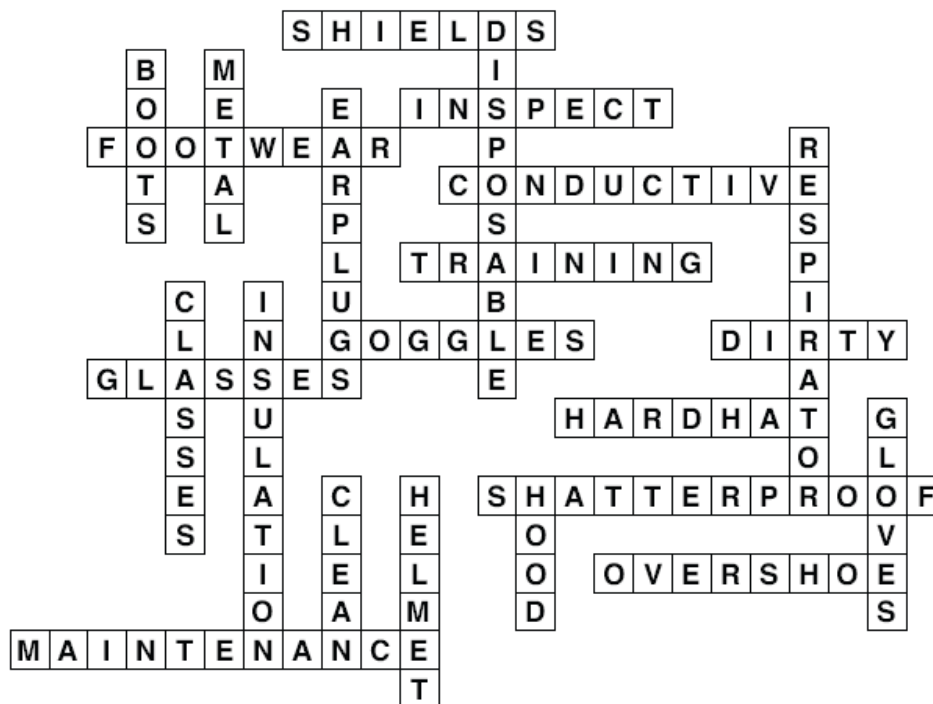 SHIELDS
DISPOSABLE
BOOTS
METAL
EARPLUGS
INSPECT
FOOTWEAR
RESPIRATOR
CONDUCTIVE
TRAINING
CLASSES
INSULATION
GOGGLES
DIRTY
GLASSES
HARDHAT
GLOVES
CLEAN
HELMET
SHATTERPROOF
HOOD
OVERSHOE
MAINTENANCE